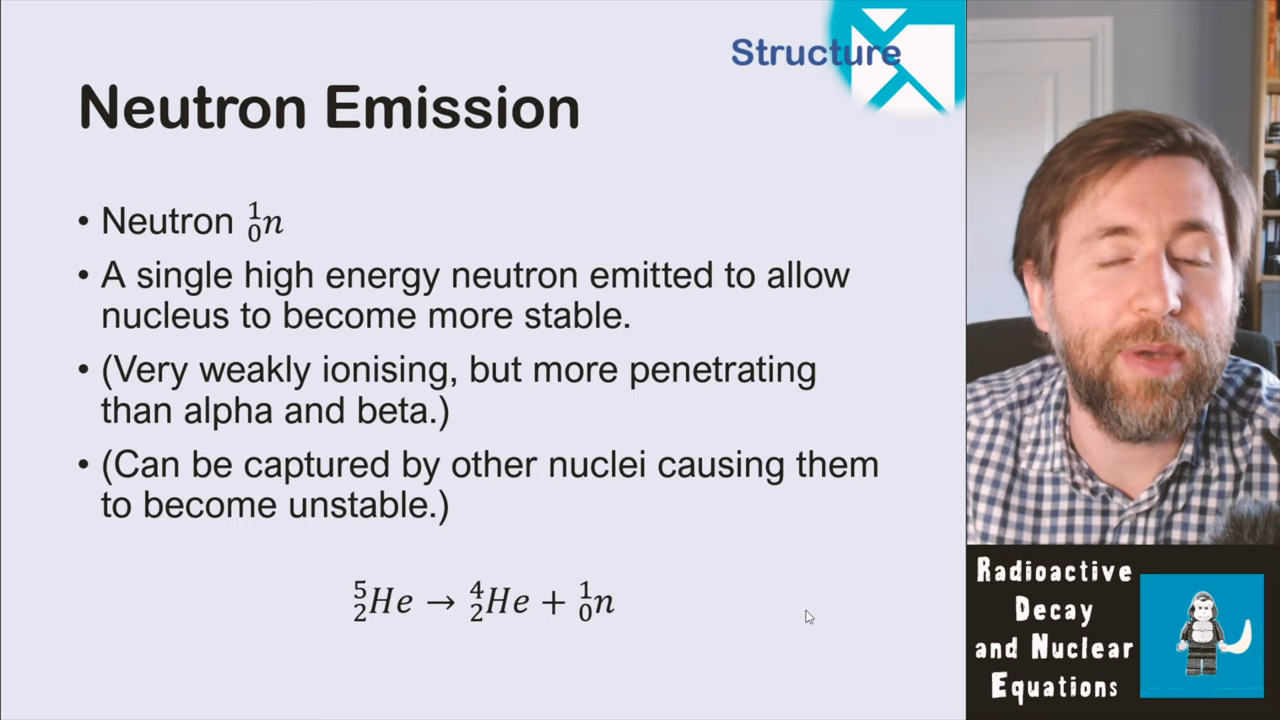 Structure
Neutron Emission
• Neutron ¹₀n
• A single high energy neutron emitted to allow
nucleus to become more stable.
• (Very weakly ionising, but more penetrating
than alpha and beta.)
• (Can be captured by other nuclei causing them
to become unstable.)
⁵₂He → ⁴₂He + ¹₀n
Radioactive
Decay
and Nuclear
Equations